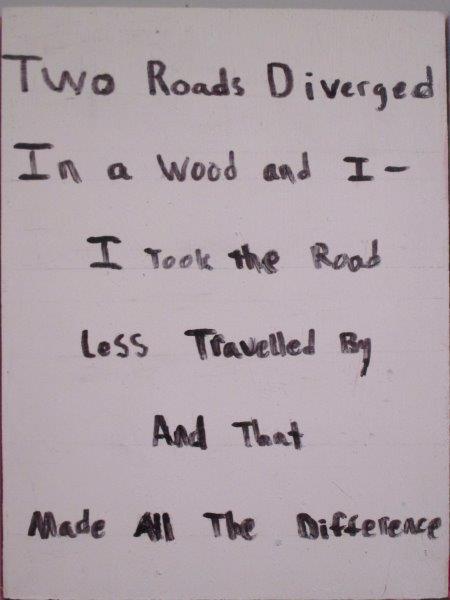 Two Roads Diverged
In a Wood and I-
I Took the Road
Less Travelled By
And That
Made All The Difference